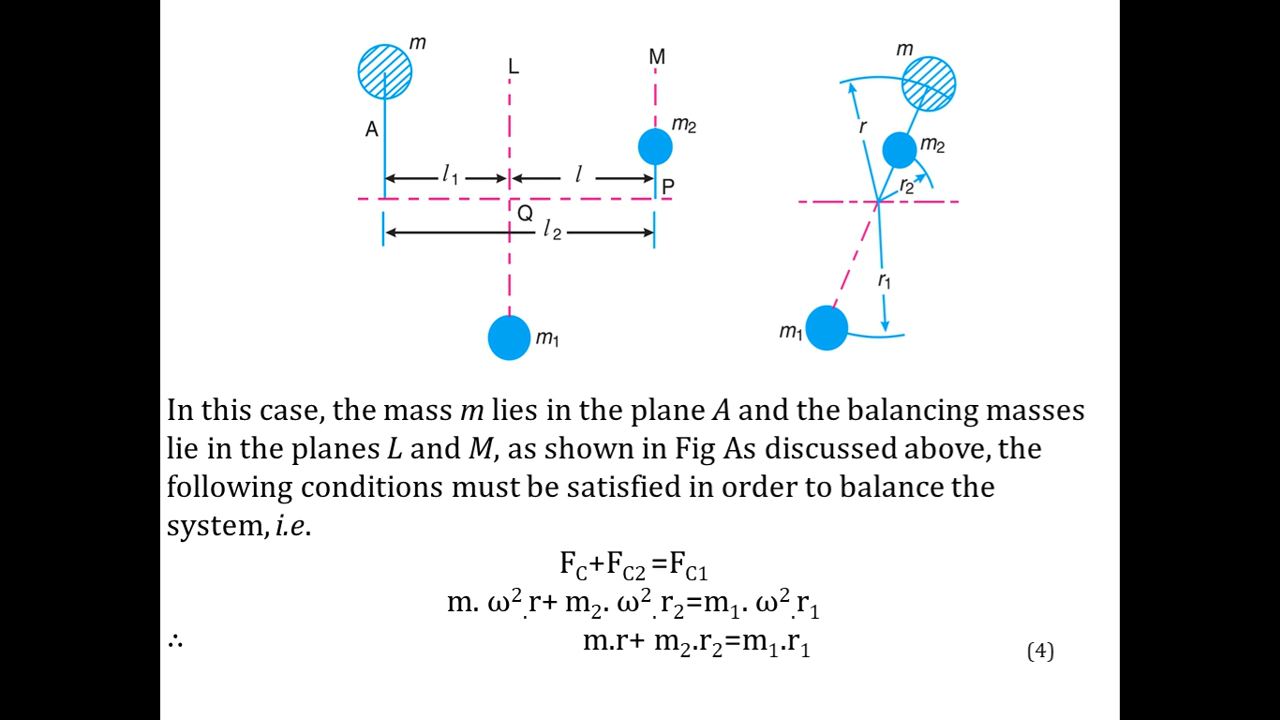 m
L
M
m
A
m₂
m₂
r
l₁
l
P
r₂
Q
l₂
r₁
m₁
m₁
In this case, the mass m lies in the plane A and the balancing masses
lie in the planes L and M, as shown in Fig As discussed above, the
following conditions must be satisfied in order to balance the
system, i.e.
F_C+F_C2 =F_C1
m. ω².r+ m₂. ω².r₂=m₁. ω².r₁
∴ m.r+ m₂.r₂=m₁.r₁ (4)